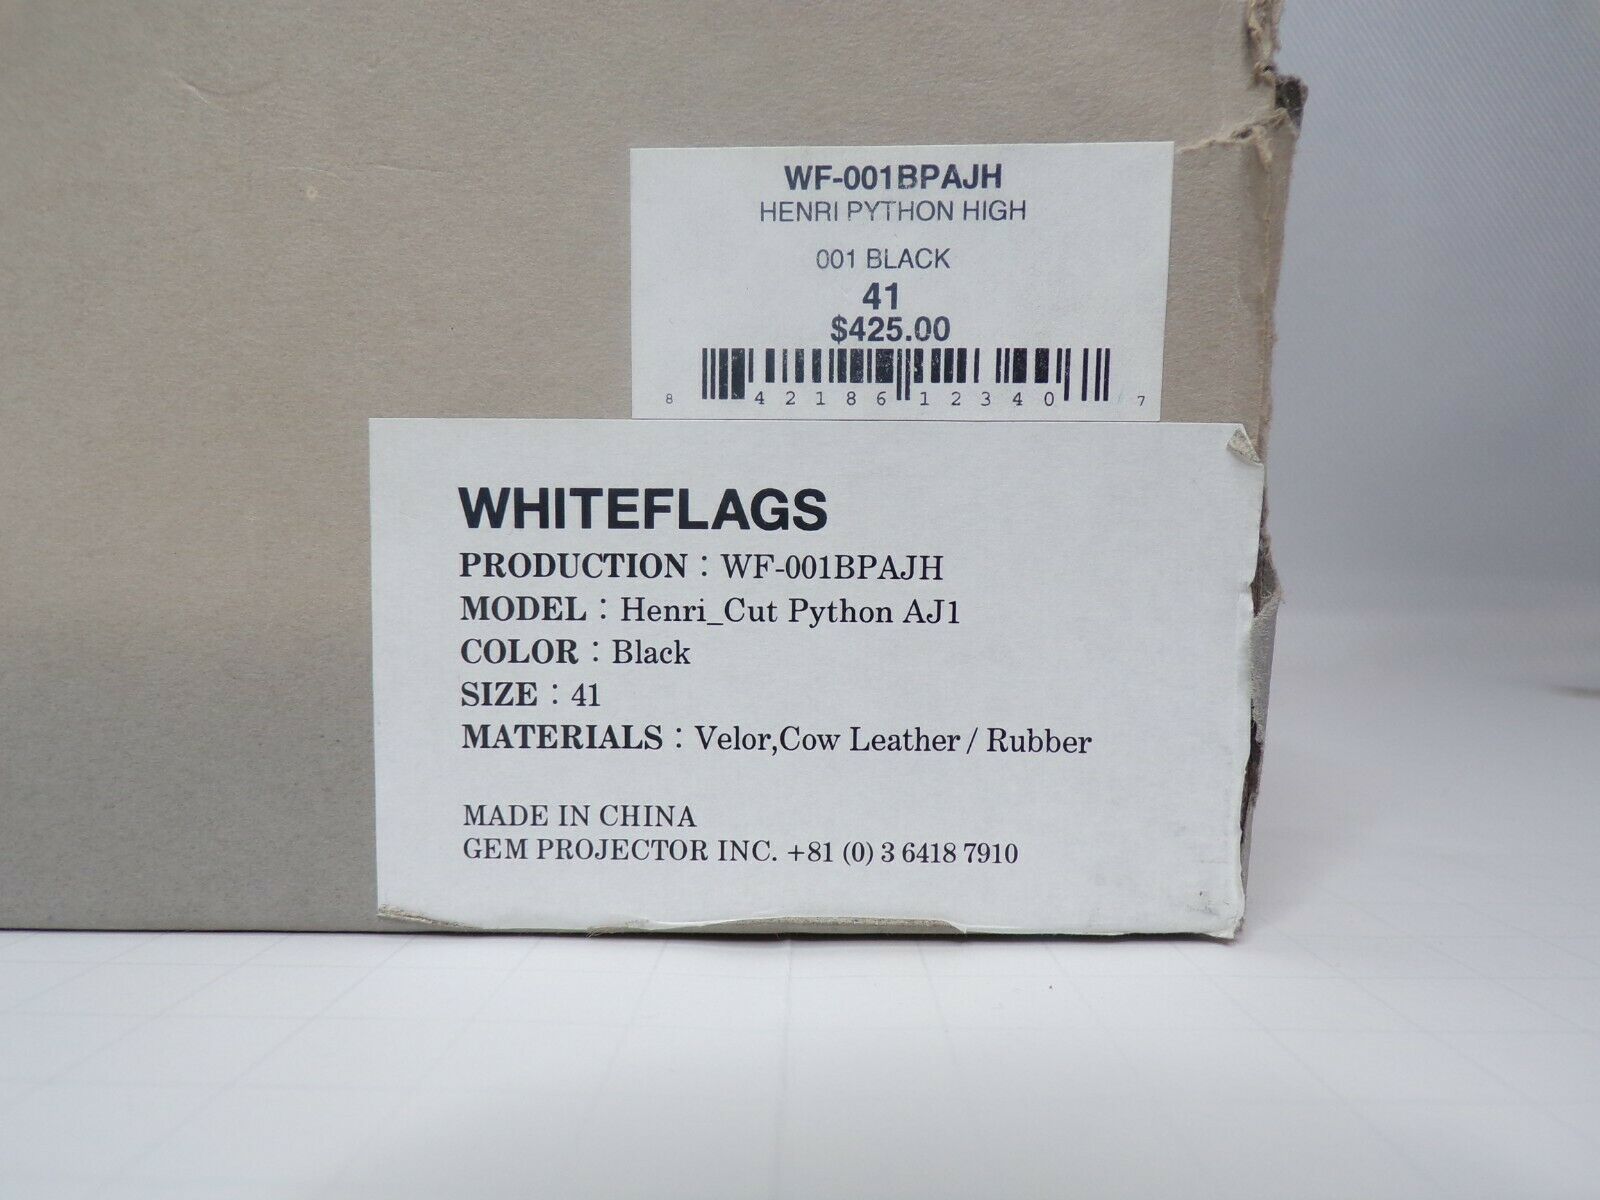 WF-001BPAJH
HENRI PYTHON HIGH
001 BLACK
41
$425.00
8 42186 12340 7
WHITEFLAGS
PRODUCTION : WF-001BPAJH
MODEL : Henri_Cut Python AJ1
COLOR : Black
SIZE : 41
MATERIALS : Velor,Cow Leather / Rubber
MADE IN CHINA
GEM PROJECTOR INC. +81 (0) 3 6418 7910